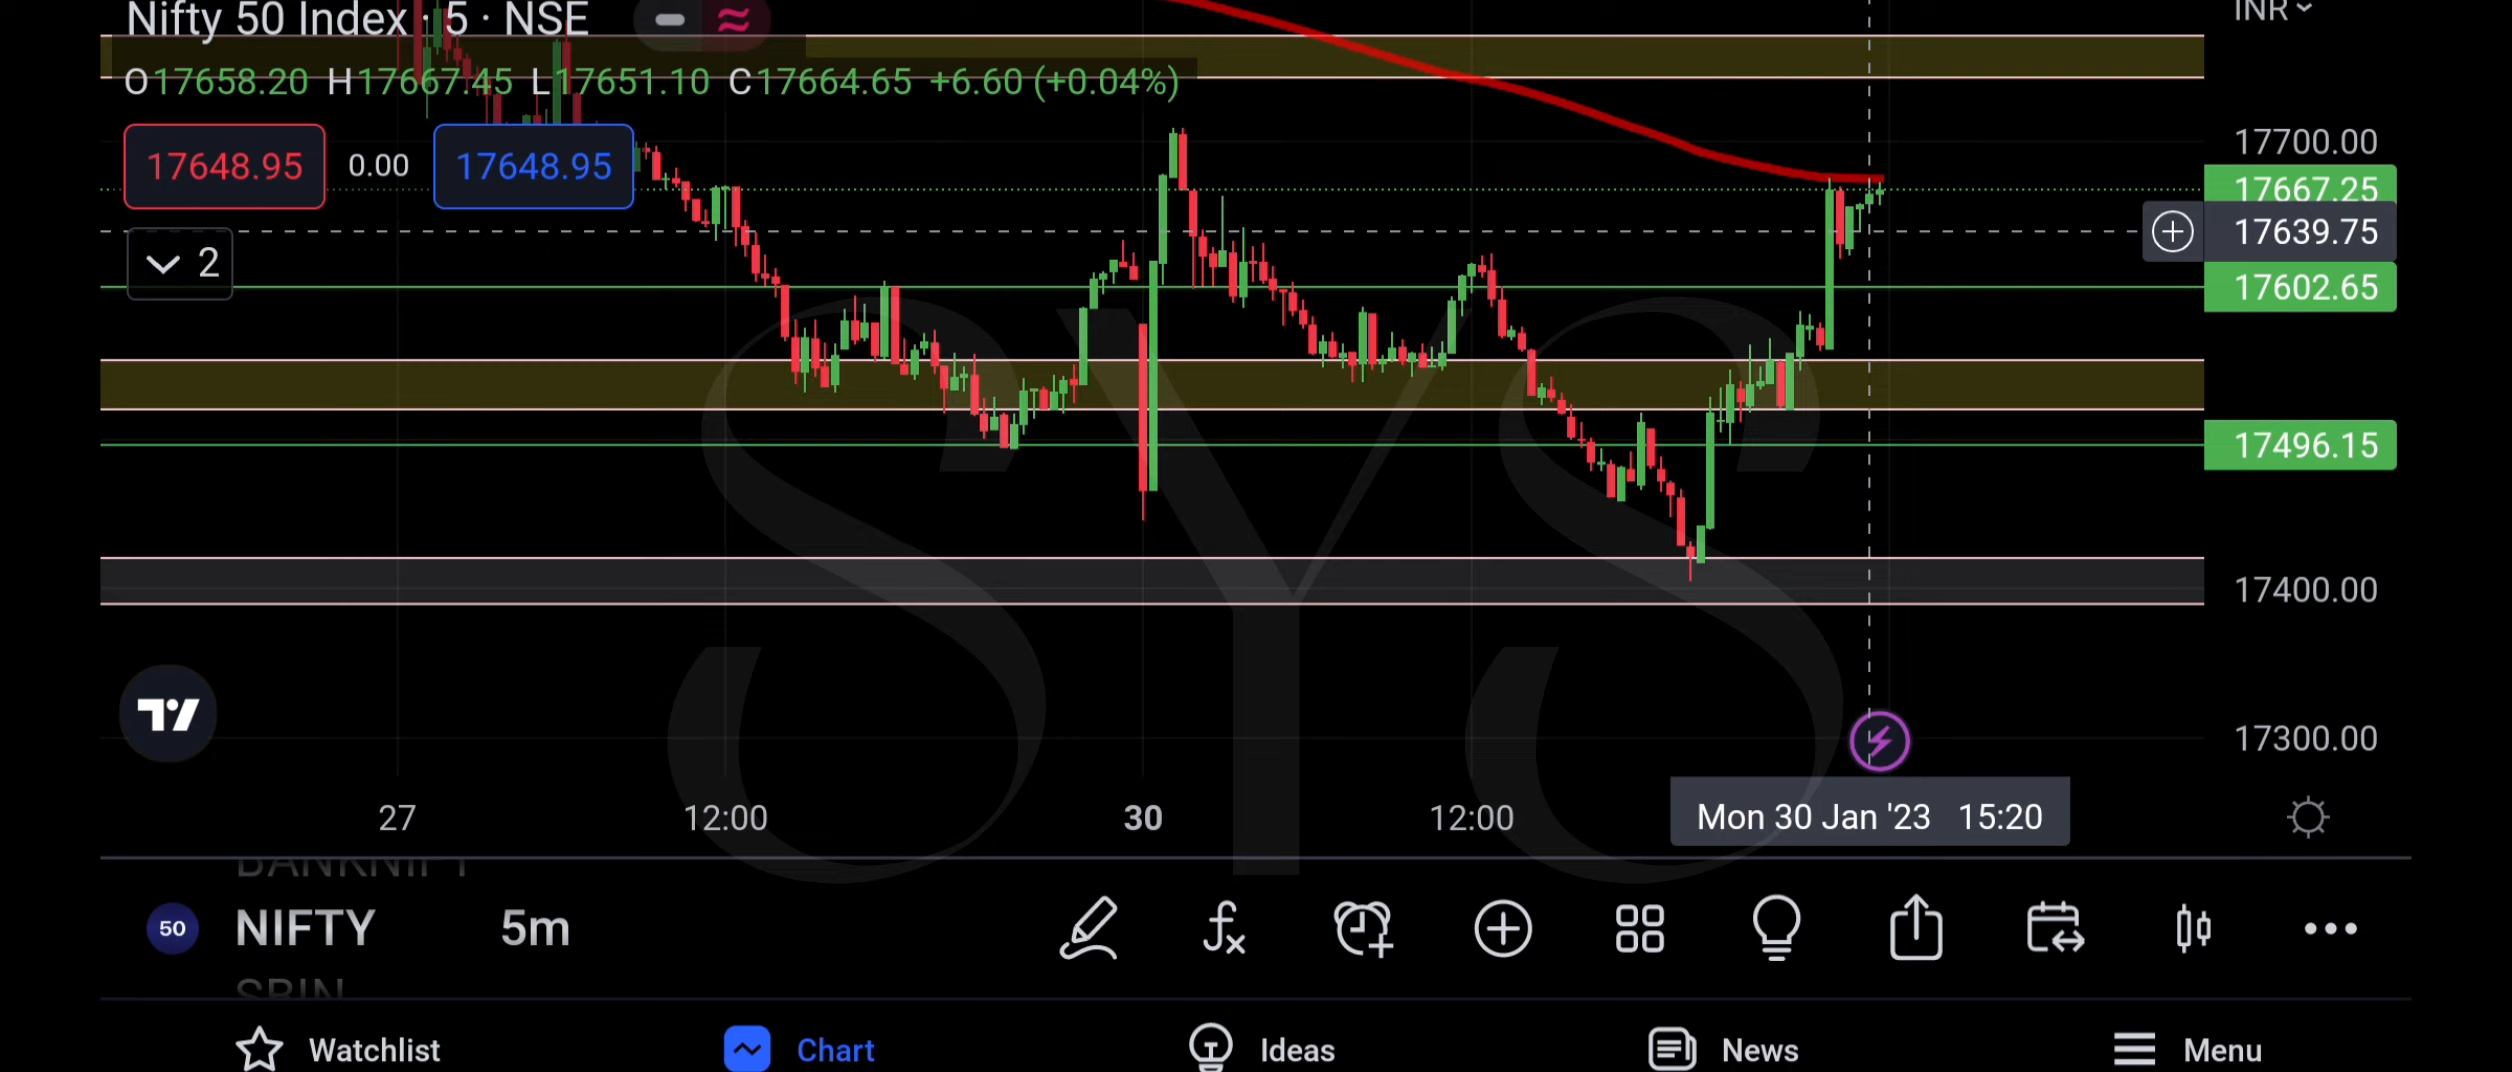 Nifty 50 Index · 5 · NSE
INR
O17658.20 H17667.45 L17651.10 C17664.65 +6.60 (+0.04%)
17648.95 0.00 17648.95
2
17700.00
17667.25
17639.75
17602.65
17496.15
17400.00
17300.00
SYS
27 12:00 30 12:00 Mon 30 Jan '23 15:20
BANKNIFTY
50 NIFTY 5m
SBIN
Watchlist Chart Ideas News Menu